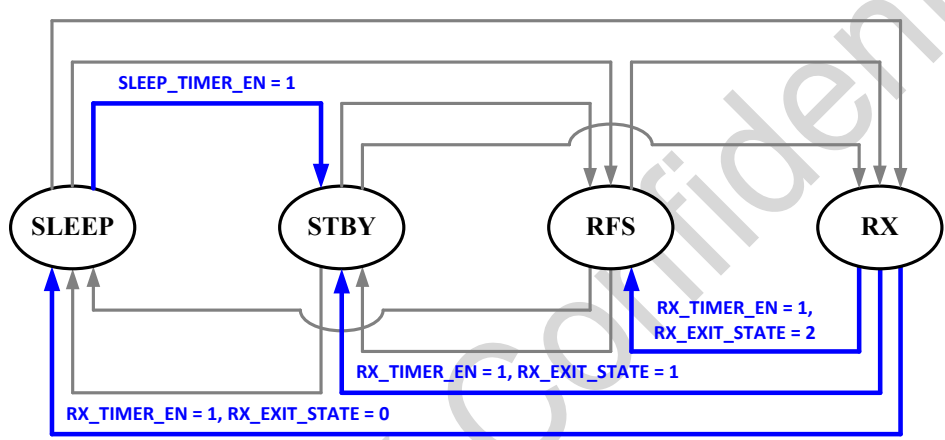 SLEEP_TIMER_EN = 1
SLEEP
STBY
RFS
RX
RX_TIMER_EN = 1,
RX_EXIT_STATE = 2
RX_TIMER_EN = 1, RX_EXIT_STATE = 1
RX_TIMER_EN = 1, RX_EXIT_STATE = 0
Confiden